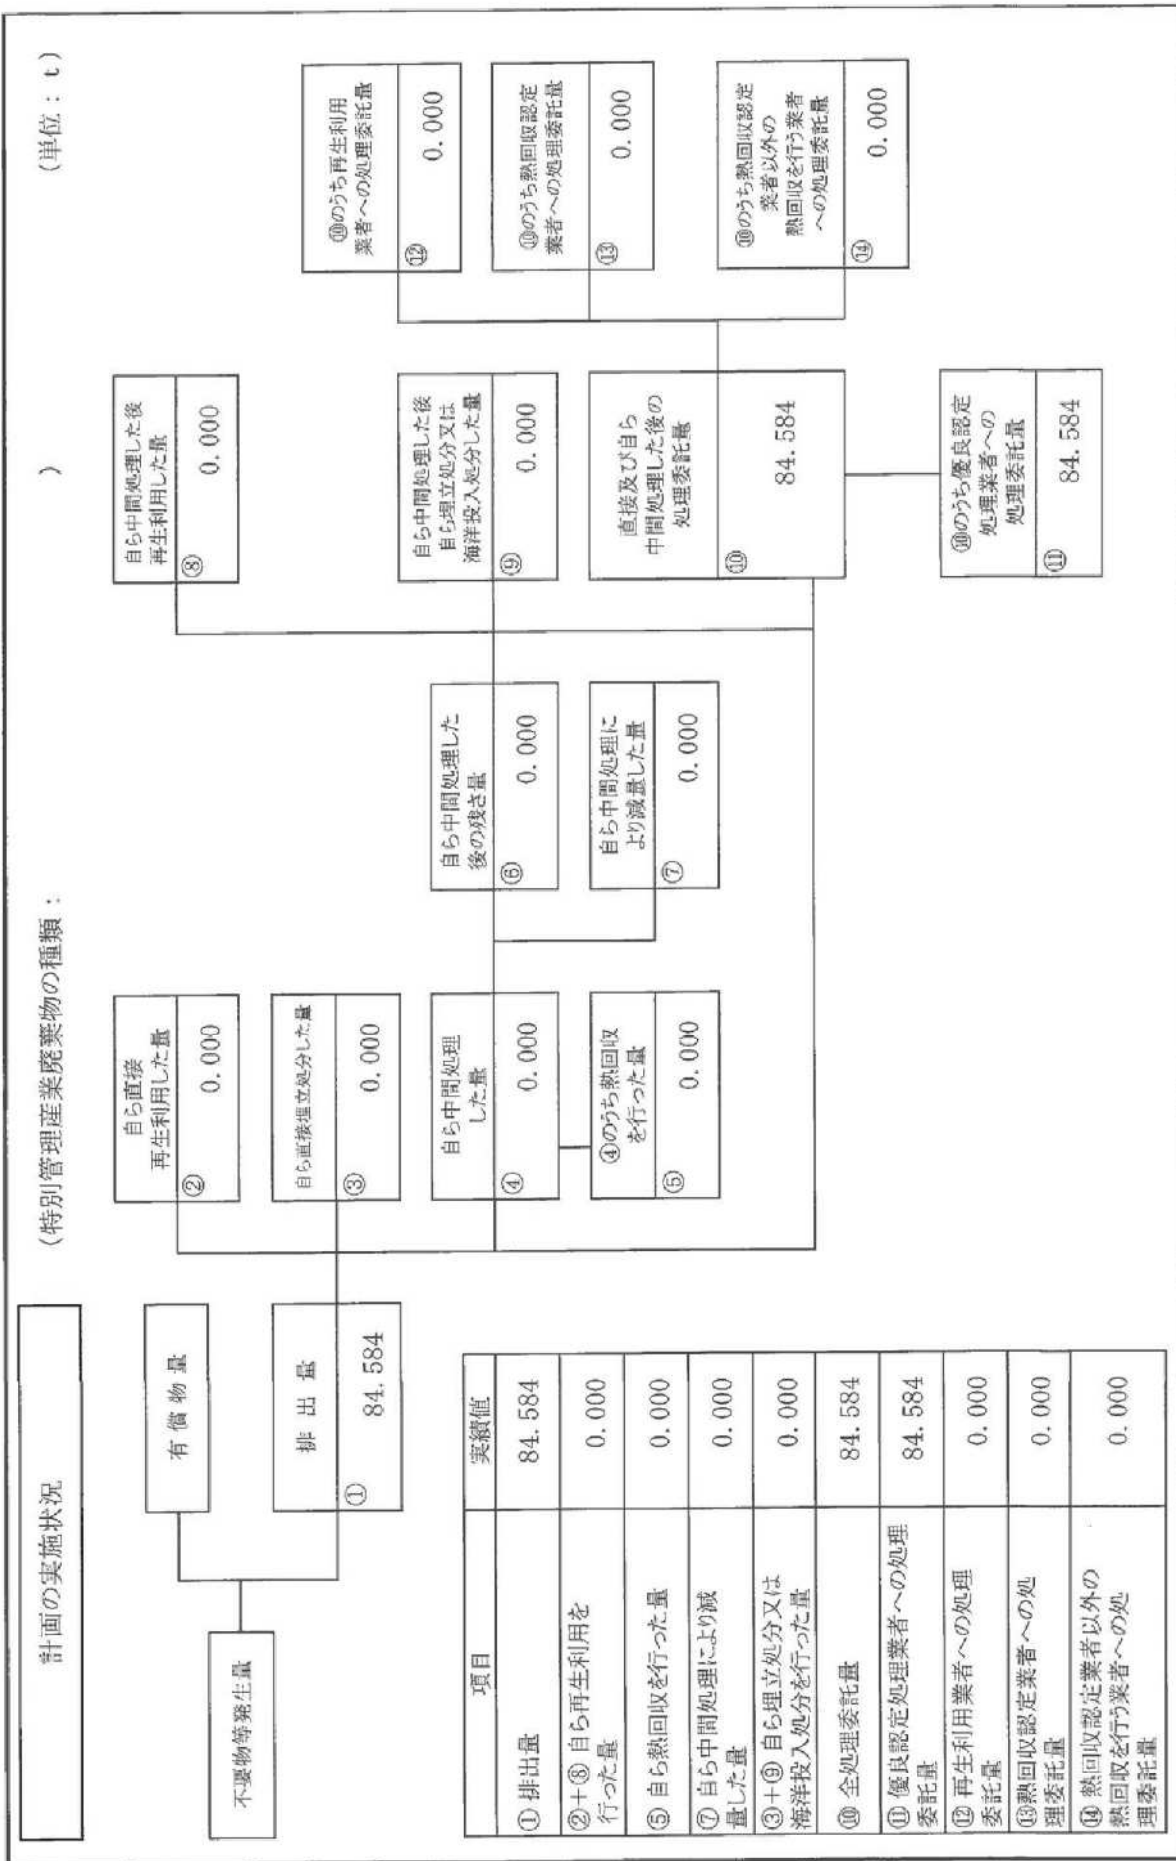 計画の実施状況
(特別管理産業廃棄物の種類:
)
(単位:t)
不要物等発生量
有償物量
排出量
① 84.584
自ら直接
再生利用した量
② 0.000
自ら直接埋立処分した量
③ 0.000
自ら中間処理
した量
④ 0.000
④のうち熱回収
を行った量
⑤ 0.000
自ら中間処理した
後の残さ量
⑥ 0.000
自ら中間処理に
より減量した量
⑦ 0.000
自ら中間処理した後
再生利用した量
⑧ 0.000
自ら中間処理した後
自ら埋立処分又は
海洋投入処分した量
⑨ 0.000
直接及び自ら
中間処理した後の
処理委託量
⑩ 84.584
⑩のうち優良認定
処理業者への
処理委託量
⑪ 84.584
⑩のうち再生利用
業者への処理委託量
⑫ 0.000
⑩のうち熱回収認定
業者への処理委託量
⑬ 0.000
⑩のうち熱回収認定
業者以外の
熱回収を行う業者
への処理委託量
⑭ 0.000
項目 実績値
① 排出量 84.584
②+⑧ 自ら再生利用を
行った量 0.000
⑤ 自ら熱回収を行った量 0.000
⑦ 自ら中間処理により減
量した量 0.000
③+⑨ 自ら埋立処分又は
海洋投入処分を行った量 0.000
⑩ 全処理委託量 84.584
⑪ 優良認定処理業者への処理
委託量 84.584
⑫ 再生利用業者への処理
委託量 0.000
⑬熱回収認定業者への処
理委託量 0.000
⑭ 熱回収認定業者以外の
熱回収を行う業者への処
理委託量 0.000